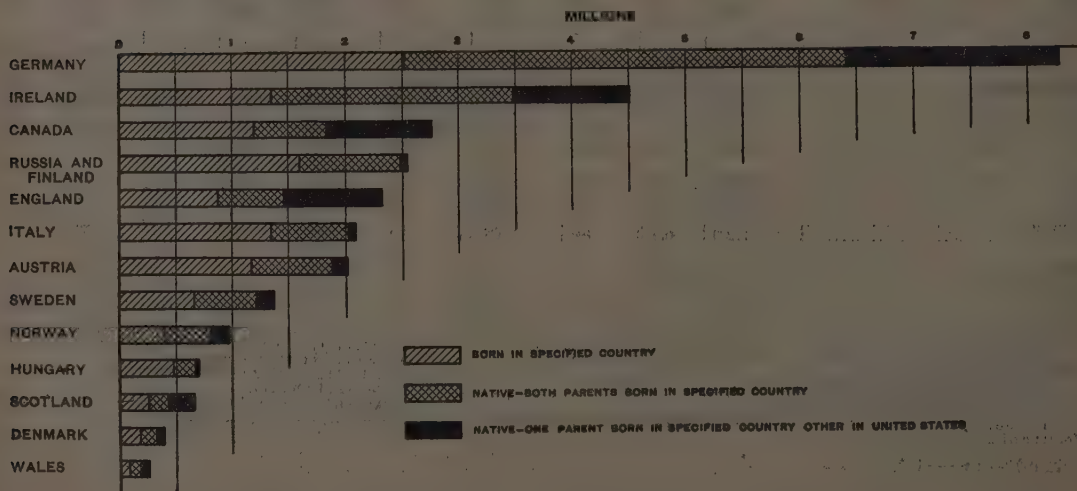 MILLIONS
0 1 2 3 4 5 6 7 8
GERMANY
IRELAND
CANADA
RUSSIA AND
FINLAND
ENGLAND
ITALY
AUSTRIA
SWEDEN
NORWAY
HUNGARY
SCOTLAND
DENMARK
WALES
BORN IN SPECIFIED COUNTRY
NATIVE-BOTH PARENTS BORN IN SPECIFIED COUNTRY
NATIVE-ONE PARENT BORN IN SPECIFIED COUNTRY OTHER IN UNITED STATES